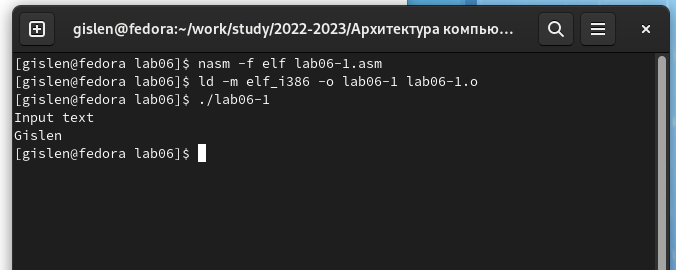 gislen@fedora:~/work/study/2022-2023/Архитектура компью...
[gislen@fedora lab06]$ nasm -f elf lab06-1.asm
[gislen@fedora lab06]$ ld -m elf_i386 -o lab06-1 lab06-1.o
[gislen@fedora lab06]$ ./lab06-1
Input text
Gislen
[gislen@fedora lab06]$